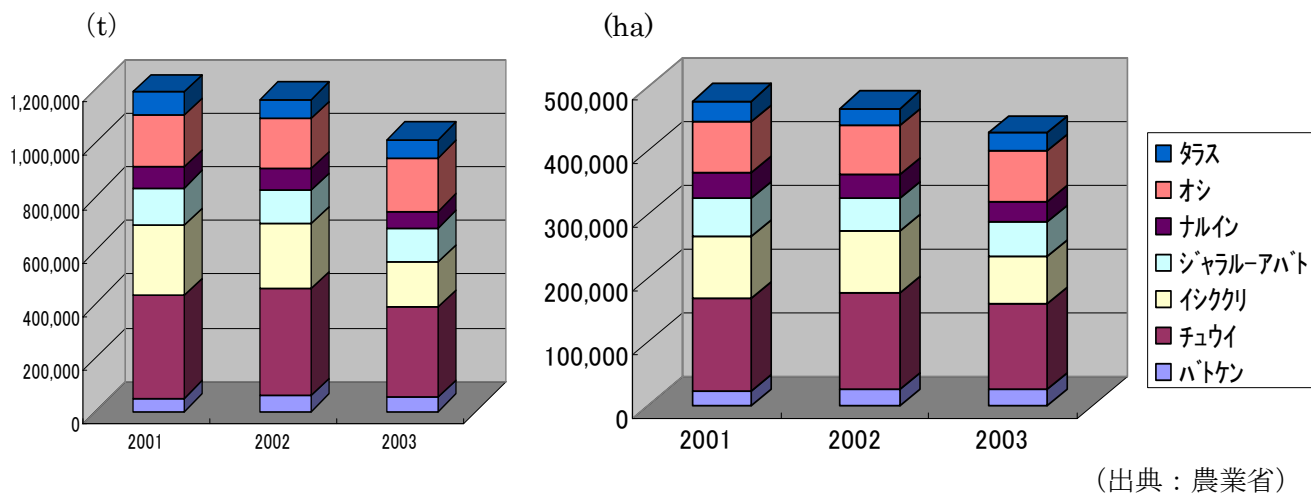 (t)
1,200,000
1,000,000
800,000
600,000
400,000
200,000
0
2001 2002 2003
(ha)
500,000
400,000
300,000
200,000
100,000
0
2001 2002 2003
ﾀﾗｽ
ｵｼ
ﾅﾙｲﾝ
ｼﾞｬﾗﾙｰｱﾊﾞﾄ
ｲｼｸｸﾘ
ﾁｭｳｲ
ﾊﾞﾄｹﾝ
（出典：農業省）